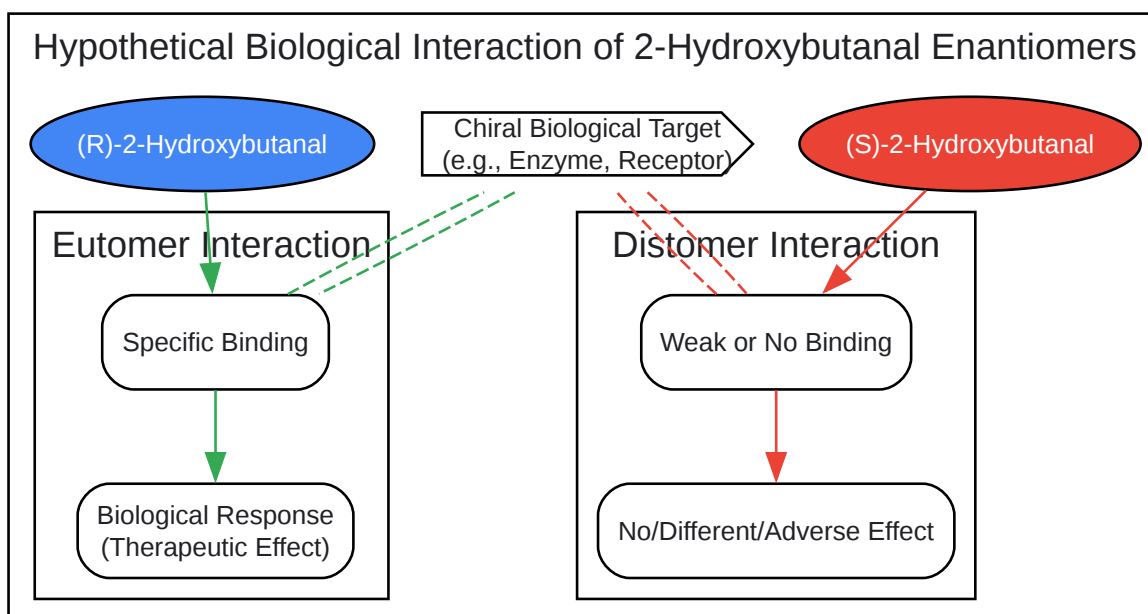 Hypothetical Biological Interaction of 2-Hydroxybutanal Enantiomers
(R)-2-Hydroxybutanal
Chiral Biological Target
(e.g., Enzyme, Receptor)
(S)-2-Hydroxybutanal
Eutomer Interaction
Distomer Interaction
Specific Binding
Weak or No Binding
Biological Response
(Therapeutic Effect)
No/Different/Adverse Effect